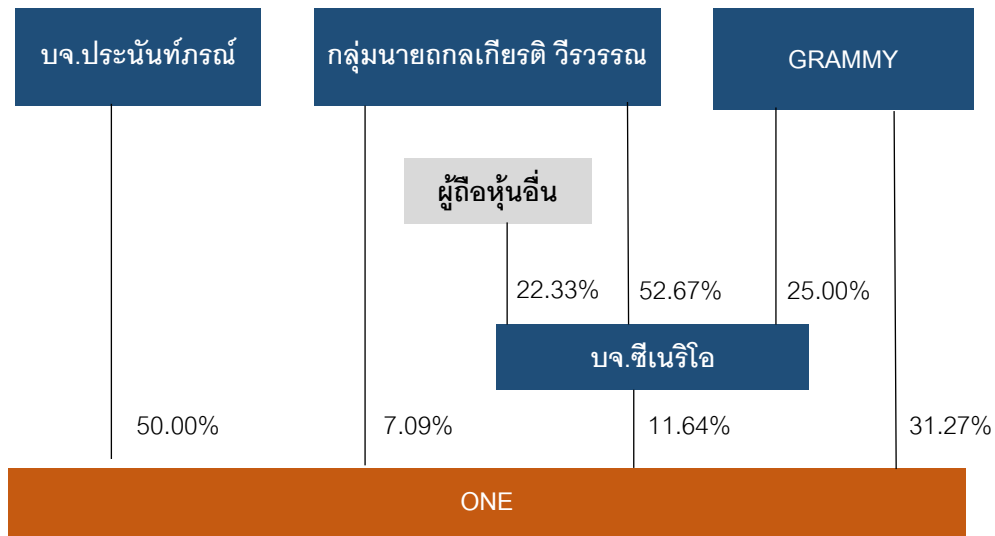 บจ.ประนันท์ภรณ์
กลุ่มนายถกลเกียรติ วีรวรรณ
GRAMMY
ผู้ถือหุ้นอื่น
22.33%
52.67%
25.00%
บจ.ซีเนริโอ
50.00%
7.09%
11.64%
31.27%
ONE